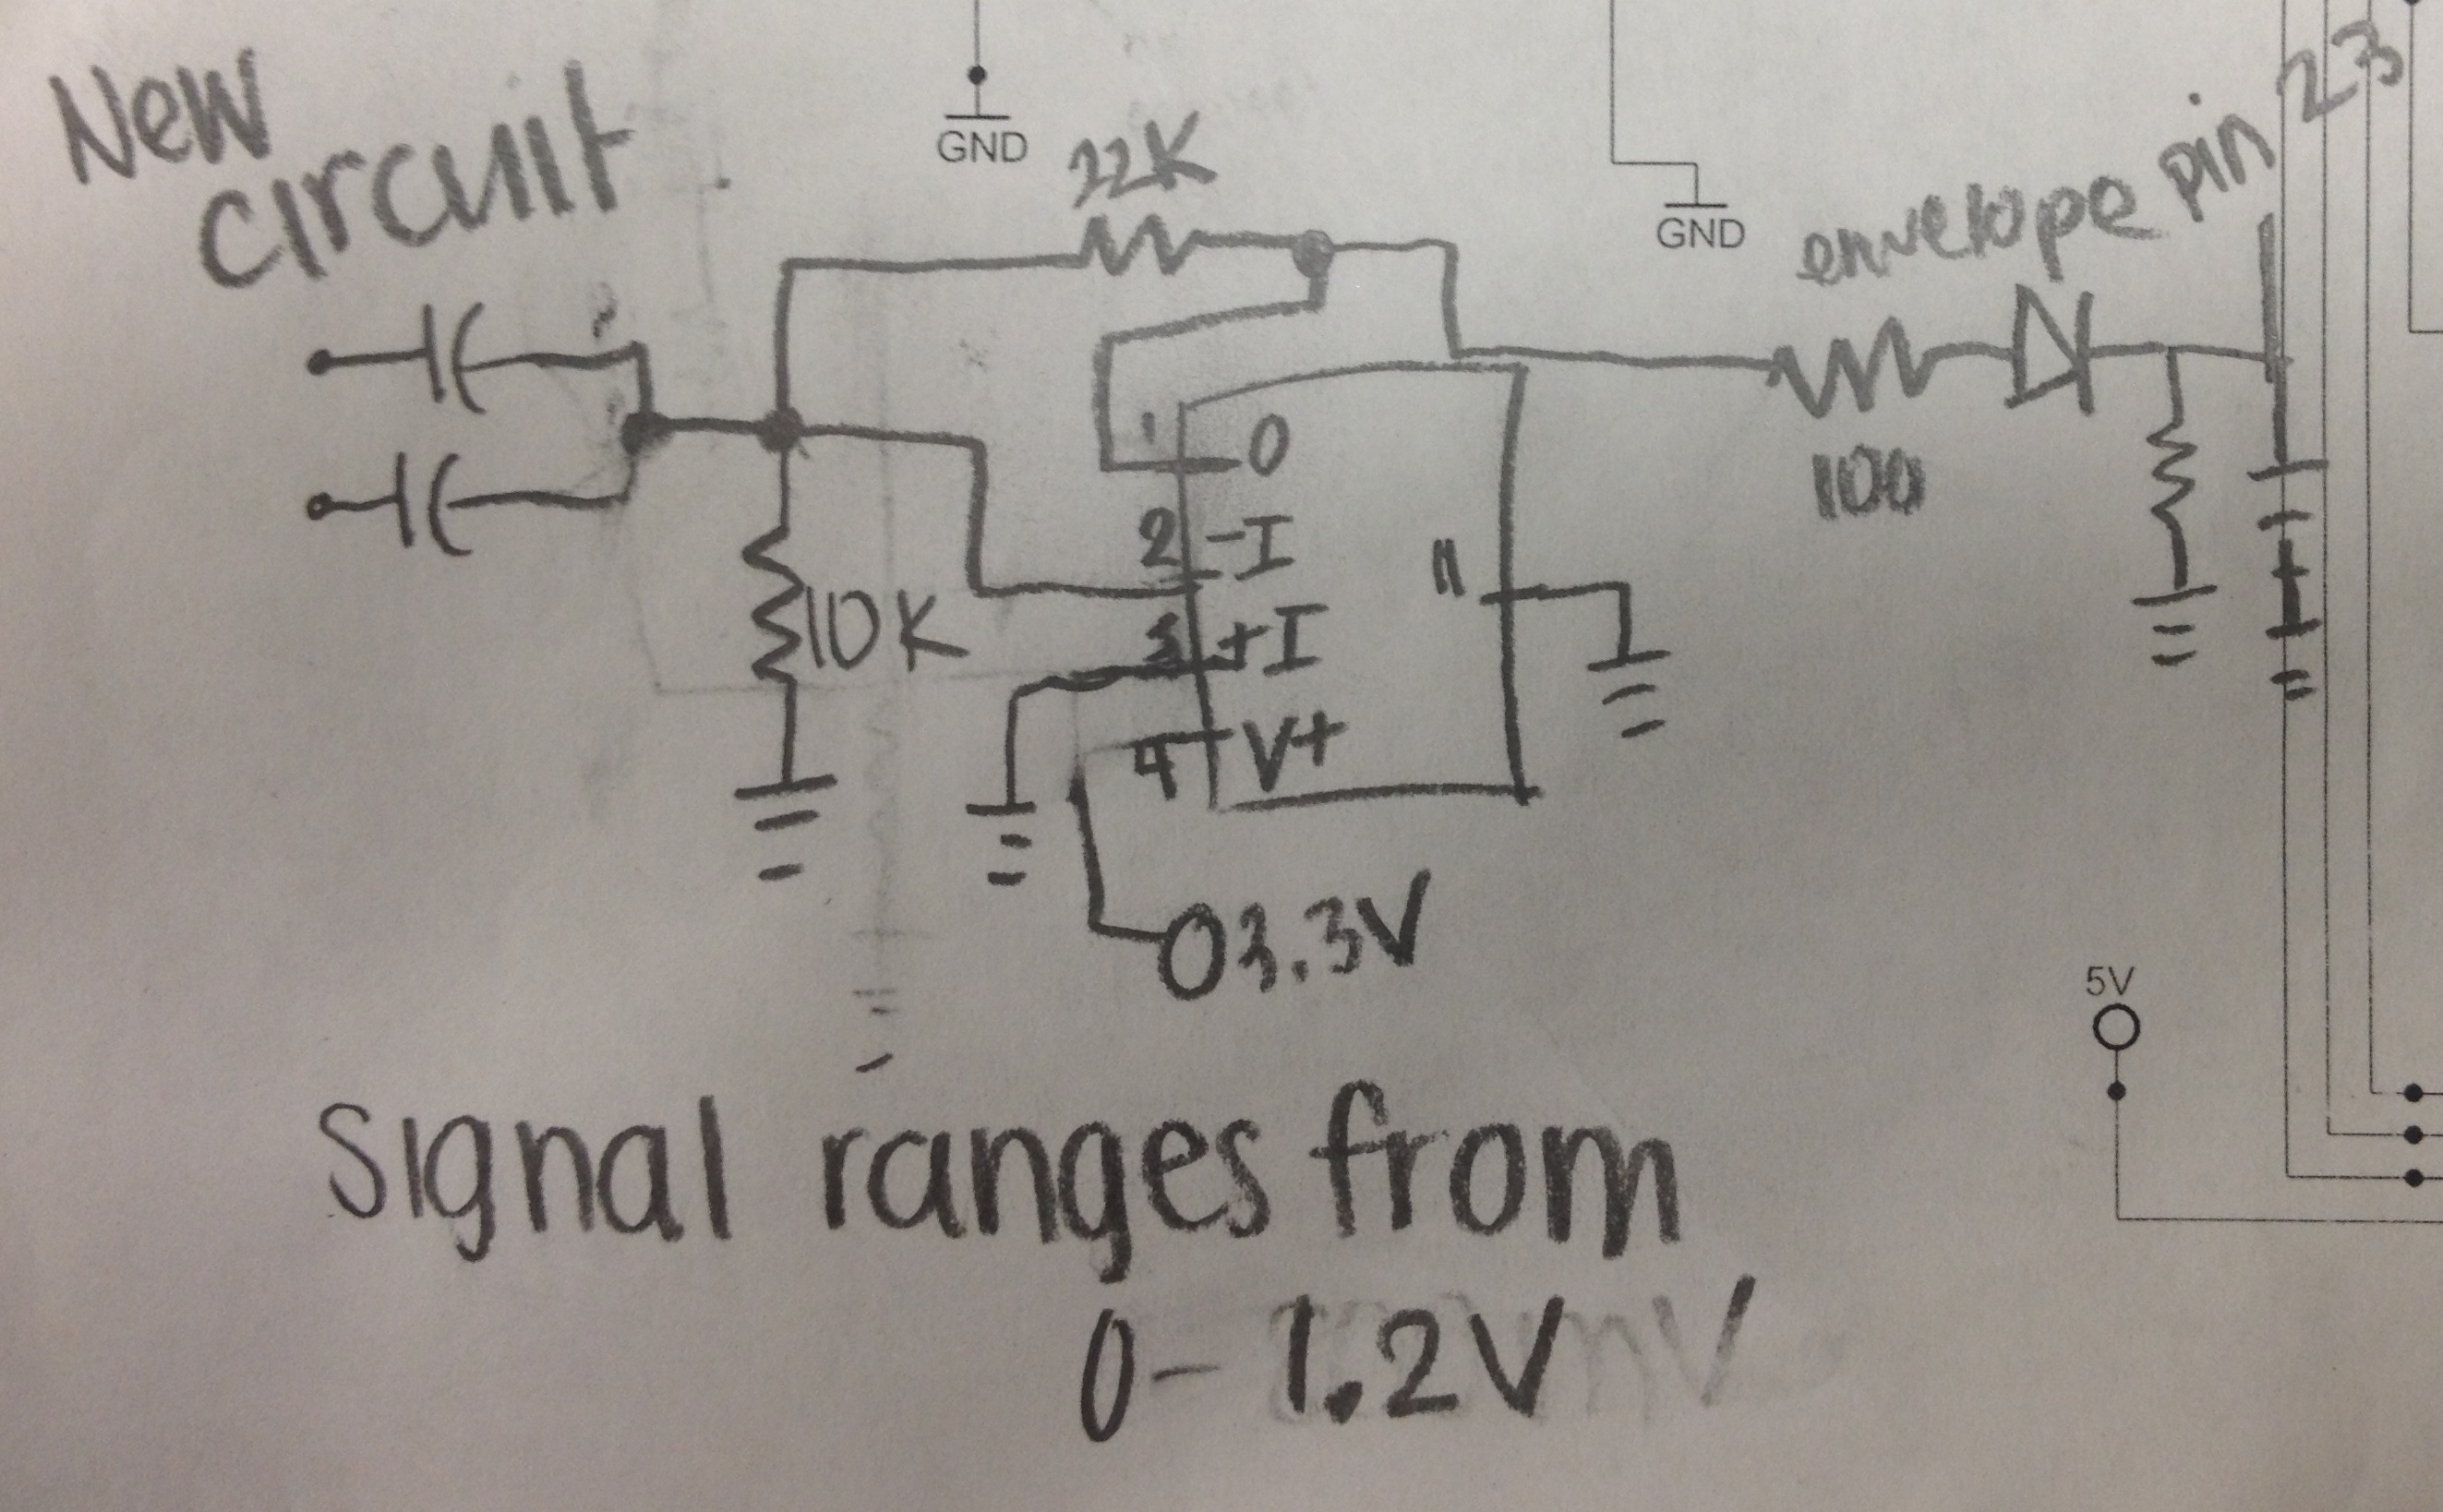 New
circuit
GND
22K
GND
envelope pin 23
1 O
2 -I
11
3 +I
10K
4 V+
100
3.3V
5V
Signal ranges from
0- 1.2V